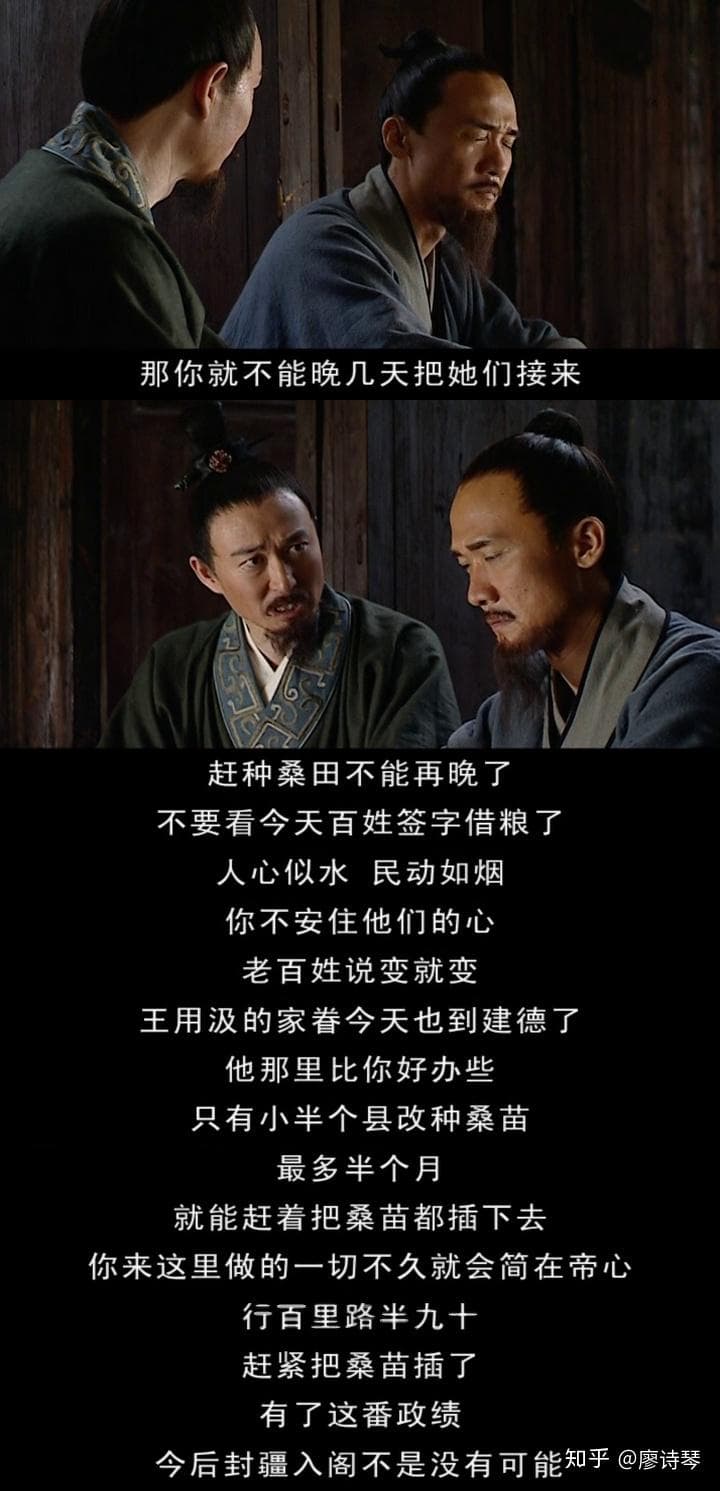 那你就不能晚几天把她们接来
赶种桑田不能再晚了
不要看今天百姓签字借粮了
人心似水 民动如烟
你不安住他们的心
老百姓说变就变
王用汲的家眷今天也到建德了
他那里比你好办些
只有小半个县改种桑苗
最多半个月
就能赶着把桑苗都插下去
你来这里做的一切不久就会简在帝心
行百里路半九十
赶紧把桑苗插了
有了这番政绩
今后封疆入阁不是没有可能
知乎 @廖诗琴